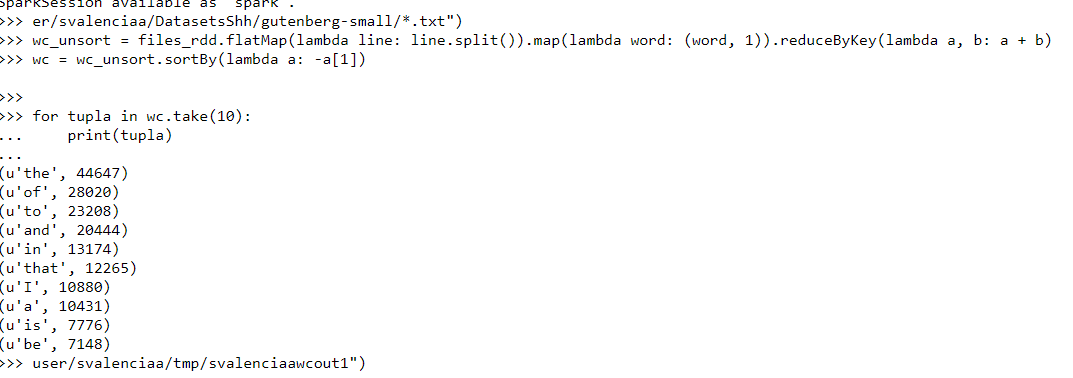 SparkSession available as 'spark'.
>>> er/svalenciaa/DatasetsShh/gutenberg-small/*.txt")
>>> wc_unsort = files_rdd.flatMap(lambda line: line.split()).map(lambda word: (word, 1)).reduceByKey(lambda a, b: a + b)
>>> wc = wc_unsort.sortBy(lambda a: -a[1])
>>>
>>> for tupla in wc.take(10):
...     print(tupla)
...
(u'the', 44647)
(u'of', 28020)
(u'to', 23208)
(u'and', 20444)
(u'in', 13174)
(u'that', 12265)
(u'I', 10880)
(u'a', 10431)
(u'is', 7776)
(u'be', 7148)
>>> user/svalenciaa/tmp/svalenciaawcout1")